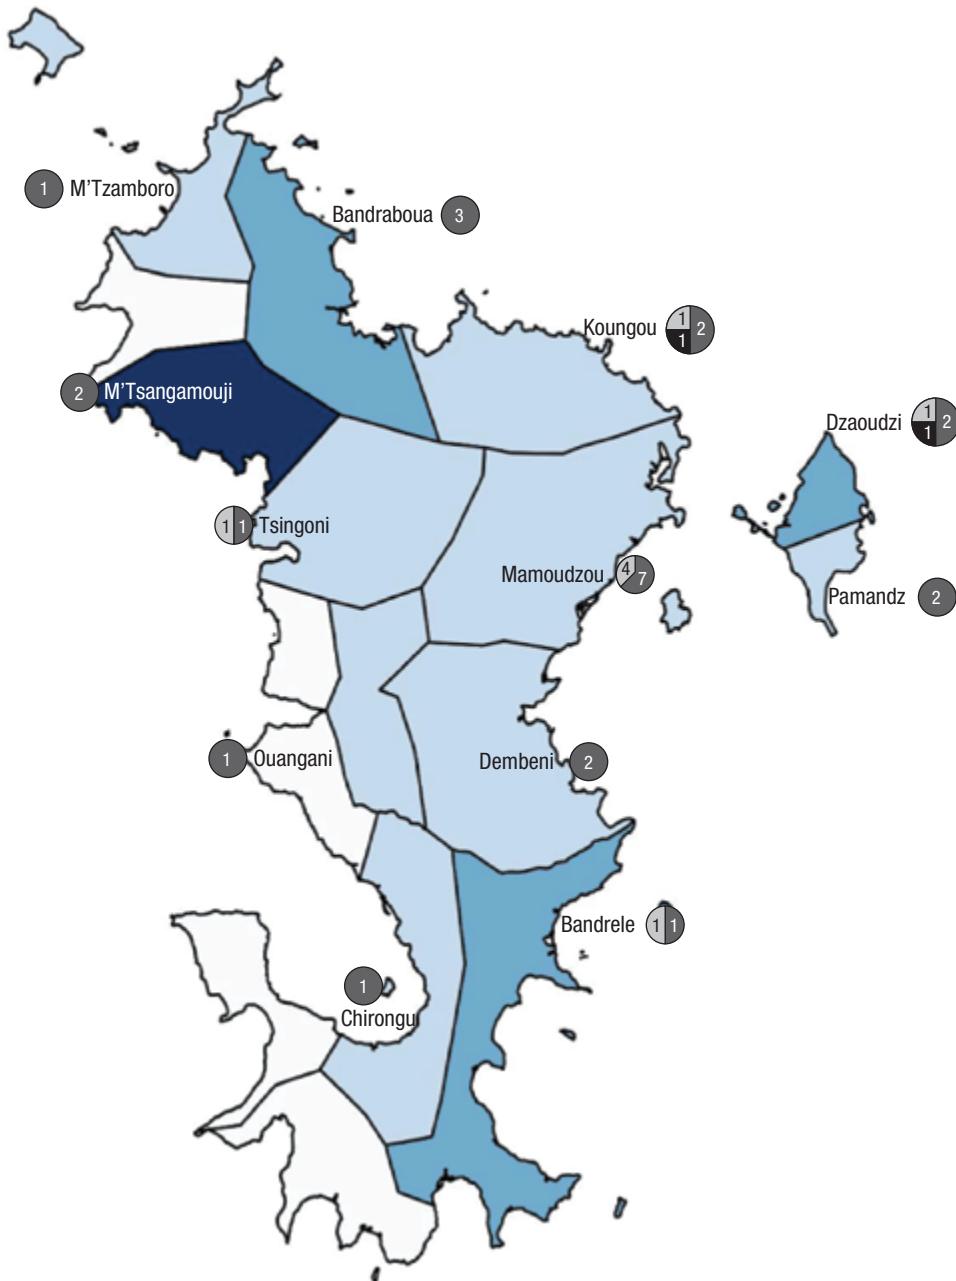 1 M'Tzamboro
Bandraboua 3
Koungou 1 2
1
2 M'Tsangamouji
Dzaoudzi 1 2
1
1 1 Tsingoni
Mamoudzou 4 7
Pamandz 2
1 Ouangani
Dembeni 2
Bandrele 1 1
1
Chirongui